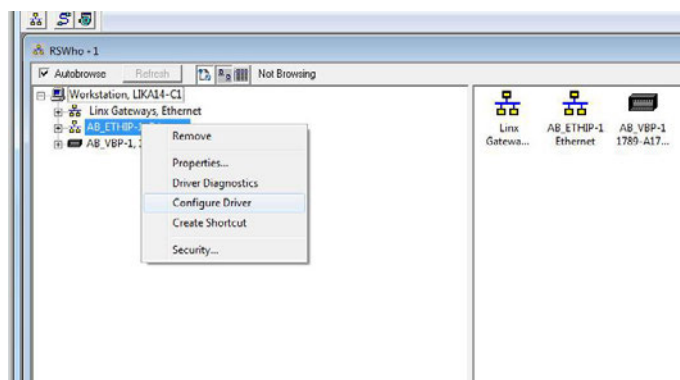 RSWho - 1
Autobrowse Refresh Not Browsing
Workstation, LIKA14-C1
Linx Gateways, Ethernet
AB_ETHIP-1,
AB_VBP-1,
Remove
Properties...
Driver Diagnostics
Configure Driver
Create Shortcut
Security...
Linx
Gatewa...
AB_ETHIP-1
Ethernet
AB_VBP-1
1789-A17...